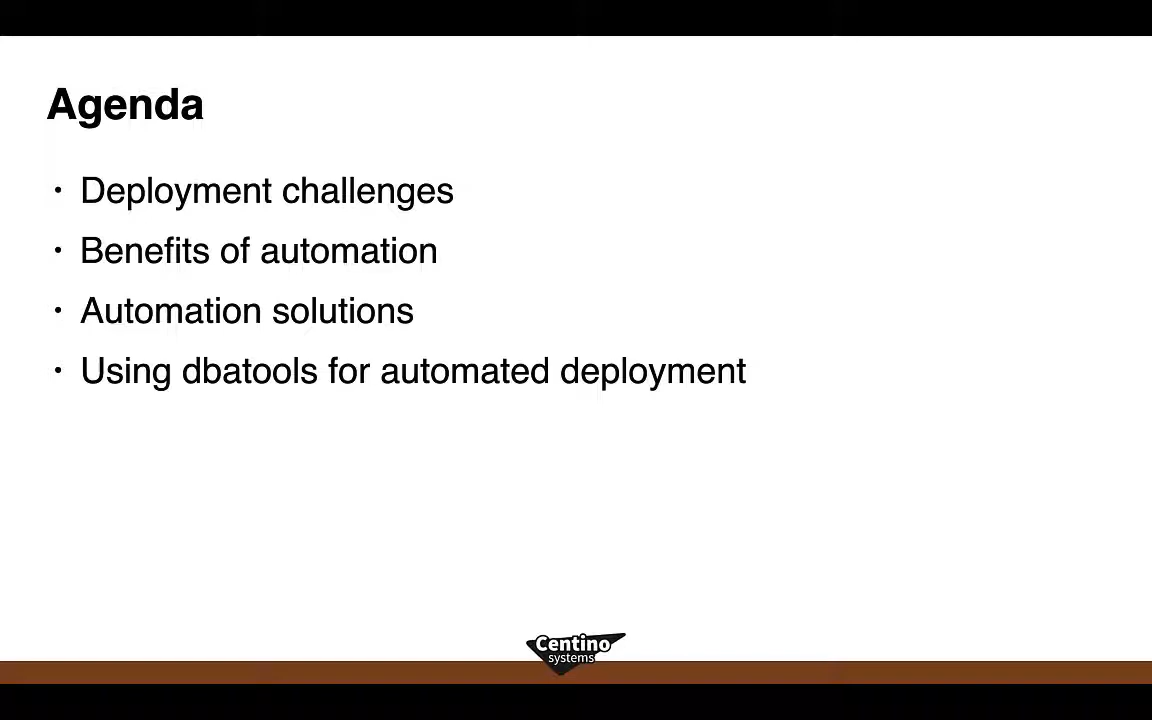 Agenda
• Deployment challenges
• Benefits of automation
• Automation solutions
• Using dbatools for automated deployment
Centino
systems